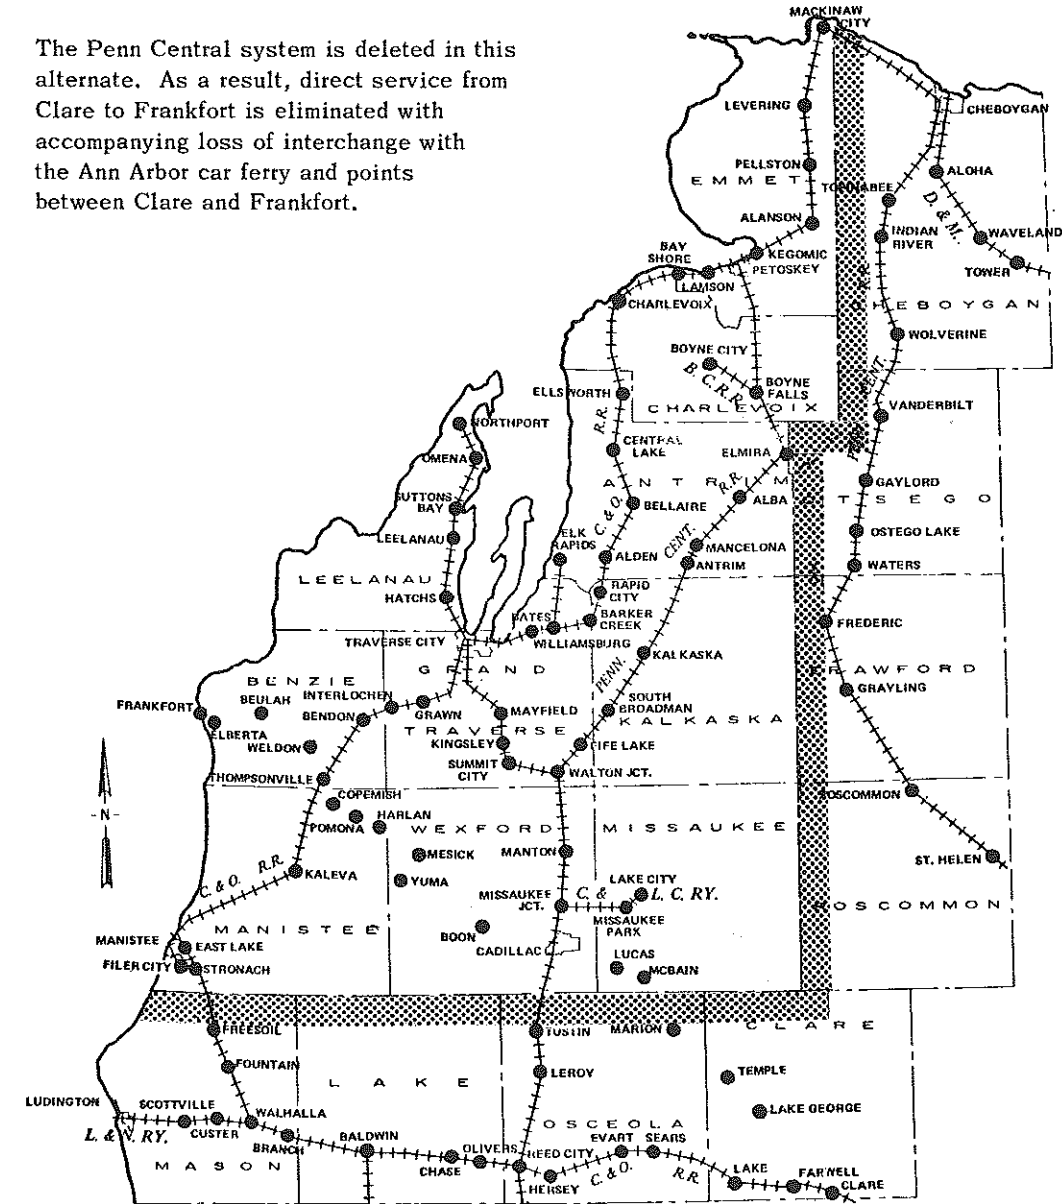 The Penn Central system is deleted in this
alternate. As a result, direct service from
Clare to Frankfort is eliminated with
accompanying loss of interchange with
the Ann Arbor car ferry and points
between Clare and Frankfort.
MACKINAW
CITY
LEVERING
CHEBOYGAN
PELLSTON
EMMET
ALOHA
D. & M.
ALANSON
INDIAN
RIVER
WAVELAND
BAY
SHORE
KEGOMIC
PETOSKEY
TOWER
LAMSON
CHARLEVOIX
R.R.
HEBOYGAN
WOLVERINE
BOYNE CITY
B. C. R.R.
BOYNE
FALLS
ENT.
ELLSWORTH
CHARLEVOIX
VANDERBILT
NORTHPORT
R.R.
CENTRAL
LAKE
ELMIRA
OMENA
ANTRIM
R.R.
GAYLORD
SUTTONS
BAY
BELLAIRE
ALBA
TSEGO
C. & O.
LEELANAU
ELK
RAPIDS
CENT.
MANCELONA
OSTEGO LAKE
ALDEN
ANTRIM
WATERS
LEELANAU
HATCHS
RAPID
CITY
BATES
BARKER
CREEK
FREDERIC
TRAVERSE CITY
WILLIAMSBURG
KALKASKA
GRAND
RAWFORD
BENZIE
PENN.
GRAYLING
FRANKFORT
BEULAH
INTERLOCHEN
SOUTH
BROADMAN
BENDON
GRAWN
MAYFIELD
KALKASKA
ELBERTA
TRAVERSE
WELDON
KINGSLEY
FIFE LAKE
SUMMIT
CITY
WALTON JCT.
THOMPSONVILLE
COPEMISH
ROSCOMMON
-N-
POMONA
HARLAN
WEXFORD
MISSAUKEE
MESICK
MANTON
ST. HELEN
C. & O. R.R.
KALEVA
YUMA
LAKE CITY
MISSAUKEE
JCT.
C. &
L. C. RY.
OSCOMMON
MISSAUKEE
PARK
MANISTEE
MANISTEE
EAST LAKE
BOON
CADILLAC
LUCAS
FILER CITY
STRONACH
MCBAIN
FREESOIL
TUSTIN
MARION
CLARE
FOUNTAIN
LEROY
TEMPLE
LAKE
LUDINGTON
SCOTTVILLE
WALHALLA
LAKE GEORGE
OSCEOLA
L. & N. RY.
CUSTER
BRANCH
BALDWIN
EVART
SEARS
OLIVERS
REED CITY
MASON
CHASE
HERSEY
C. & O.
R.R.
LAKE
FARWELL
CLARE